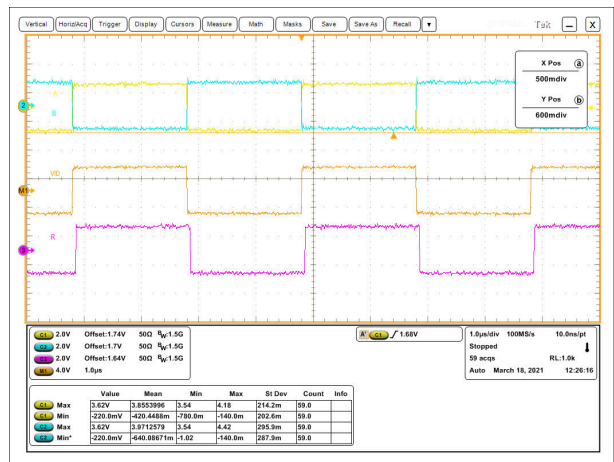 Vertical Horiz/Acq Trigger Display Cursors Measure Math Masks Save Save As Recall Tek X
X Pos a
500mdiv
Y Pos b
600mdiv
A
2
B
VID
M1
R
3
C1 2.0V Offset:1.74V 50Ω BW:1.5G
C2 2.0V Offset:1.7V 50Ω BW:1.5G
C3 2.0V Offset:1.64V 50Ω BW:1.5G
M1 4.0V 1.0µs
A' C1 1.68V
1.0µs/div 100MS/s 10.0ns/pt
Stopped
59 acqs RL:1.0k
Auto March 18, 2021 12:26:16
Value Mean Min Max St Dev Count Info
C1 Max 3.62V 3.8553996 3.54 4.18 214.2m 59.0
C1 Min -220.0mV -420.4488m -780.0m -140.0m 202.6m 59.0
C2 Max 3.62V 3.9712579 3.54 4.42 295.9m 59.0
C2 Min* -220.0mV -640.08671m -1.02 -140.0m 287.9m 59.0